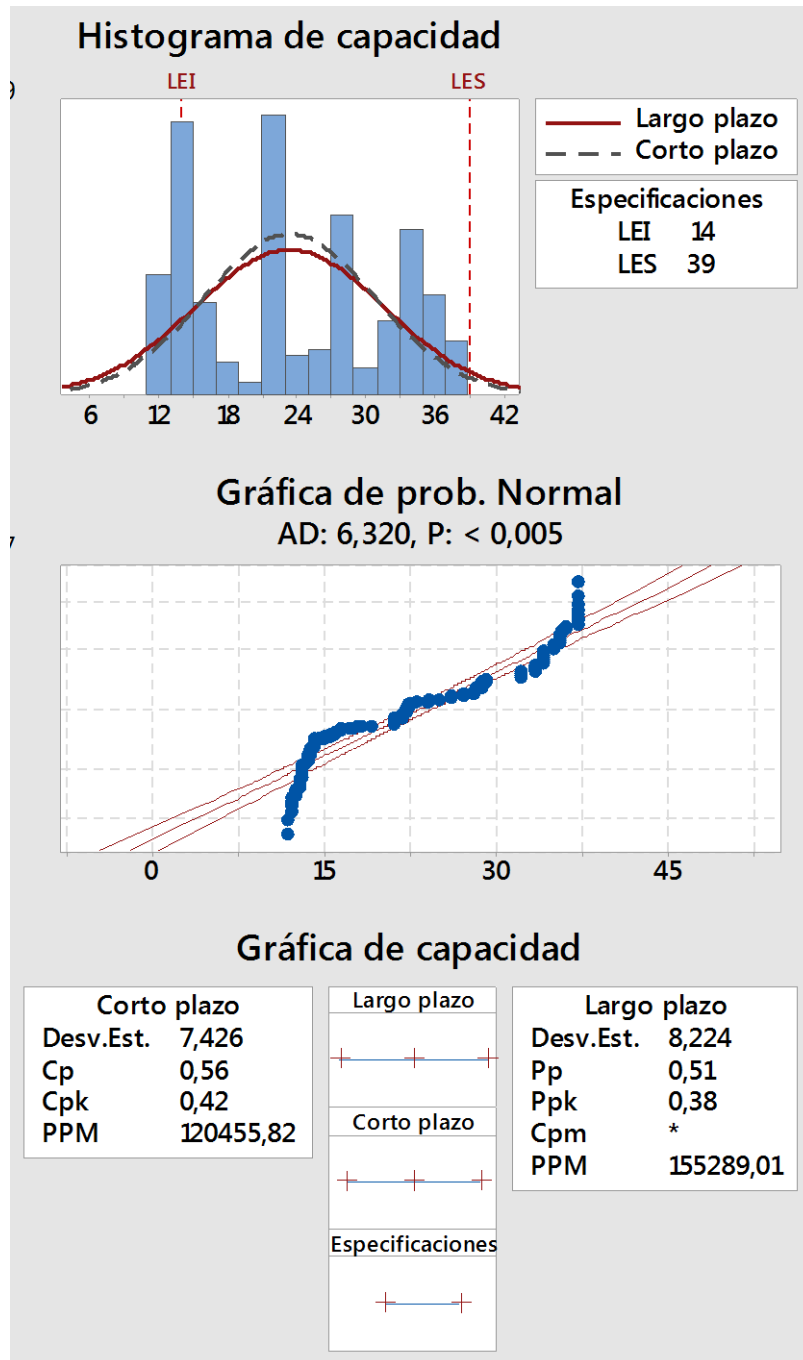 Histograma de capacidad
LEI LES
Largo plazo
Corto plazo
Especificaciones
LEI 14
LES 39
6 12 18 24 30 36 42
Gráfica de prob. Normal
AD: 6,320, P: < 0,005
0 15 30 45
Gráfica de capacidad
Corto plazo
Desv.Est. 7,426
Cp 0,56
Cpk 0,42
PPM 120455,82
Largo plazo
Corto plazo
Especificaciones
Largo plazo
Desv.Est. 8,224
Pp 0,51
Ppk 0,38
Cpm *
PPM 155289,01